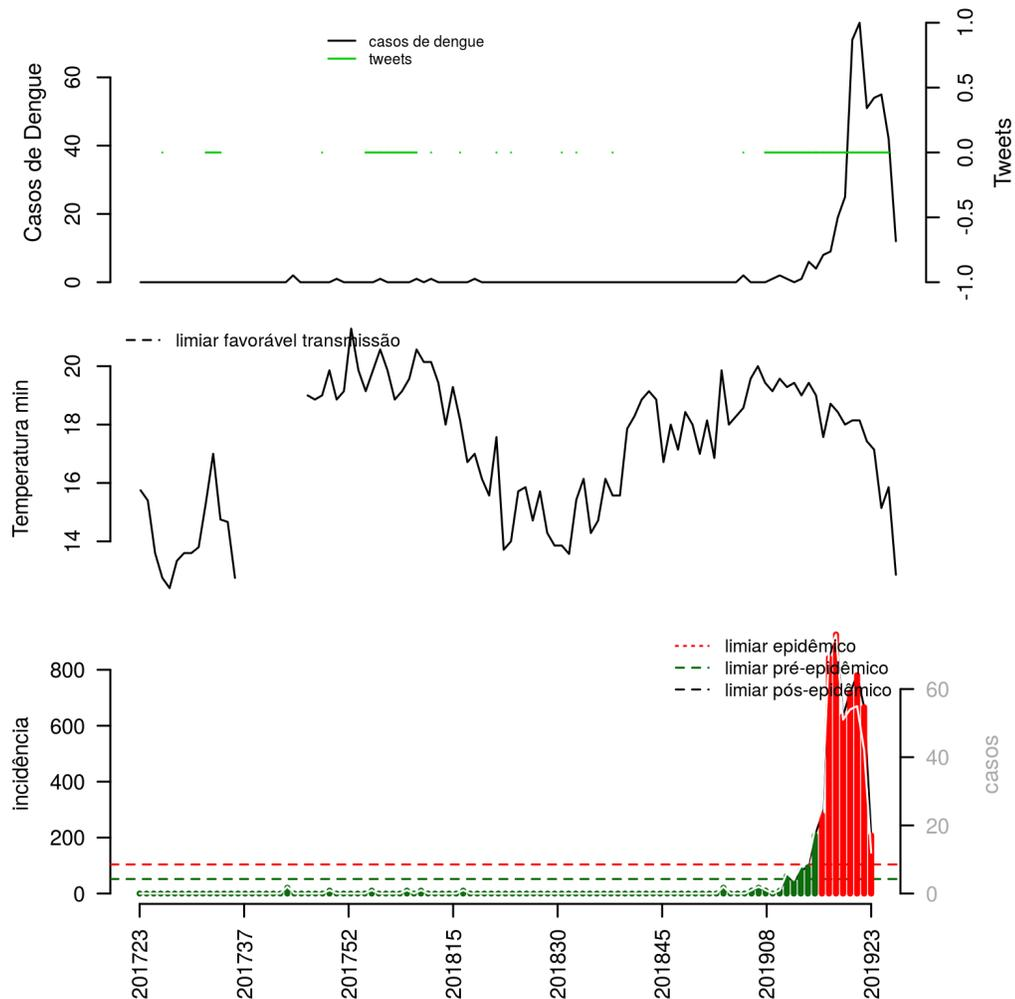 casos de dengue
tweets
Casos de Dengue
0
20
40
60
Tweets
-1.0
-0.5
0.0
0.5
1.0
limiar favorável transmissão
Temperatura min
14
16
18
20
limiar epidêmico
limiar pré-epidêmico
limiar pós-epidêmico
incidência
0
200
400
600
800
casos
0
20
40
60
201723
201737
201752
201815
201830
201845
201908
201923